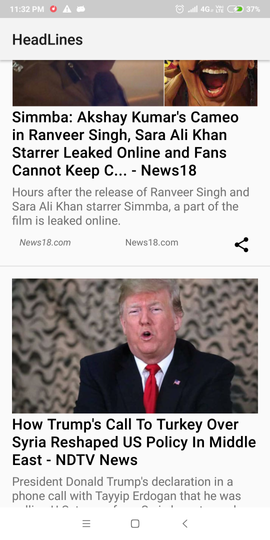 11:32 PM 4G 37%
HeadLines
Simmba: Akshay Kumar's Cameo
in Ranveer Singh, Sara Ali Khan
Starrer Leaked Online and Fans
Cannot Keep C... - News18
Hours after the release of Ranveer Singh and
Sara Ali Khan starrer Simmba, a part of the
film is leaked online.
News18.com News18.com
How Trump's Call To Turkey Over
Syria Reshaped US Policy In Middle
East - NDTV News
President Donald Trump's declaration in a
phone call with Tayyip Erdogan that he was